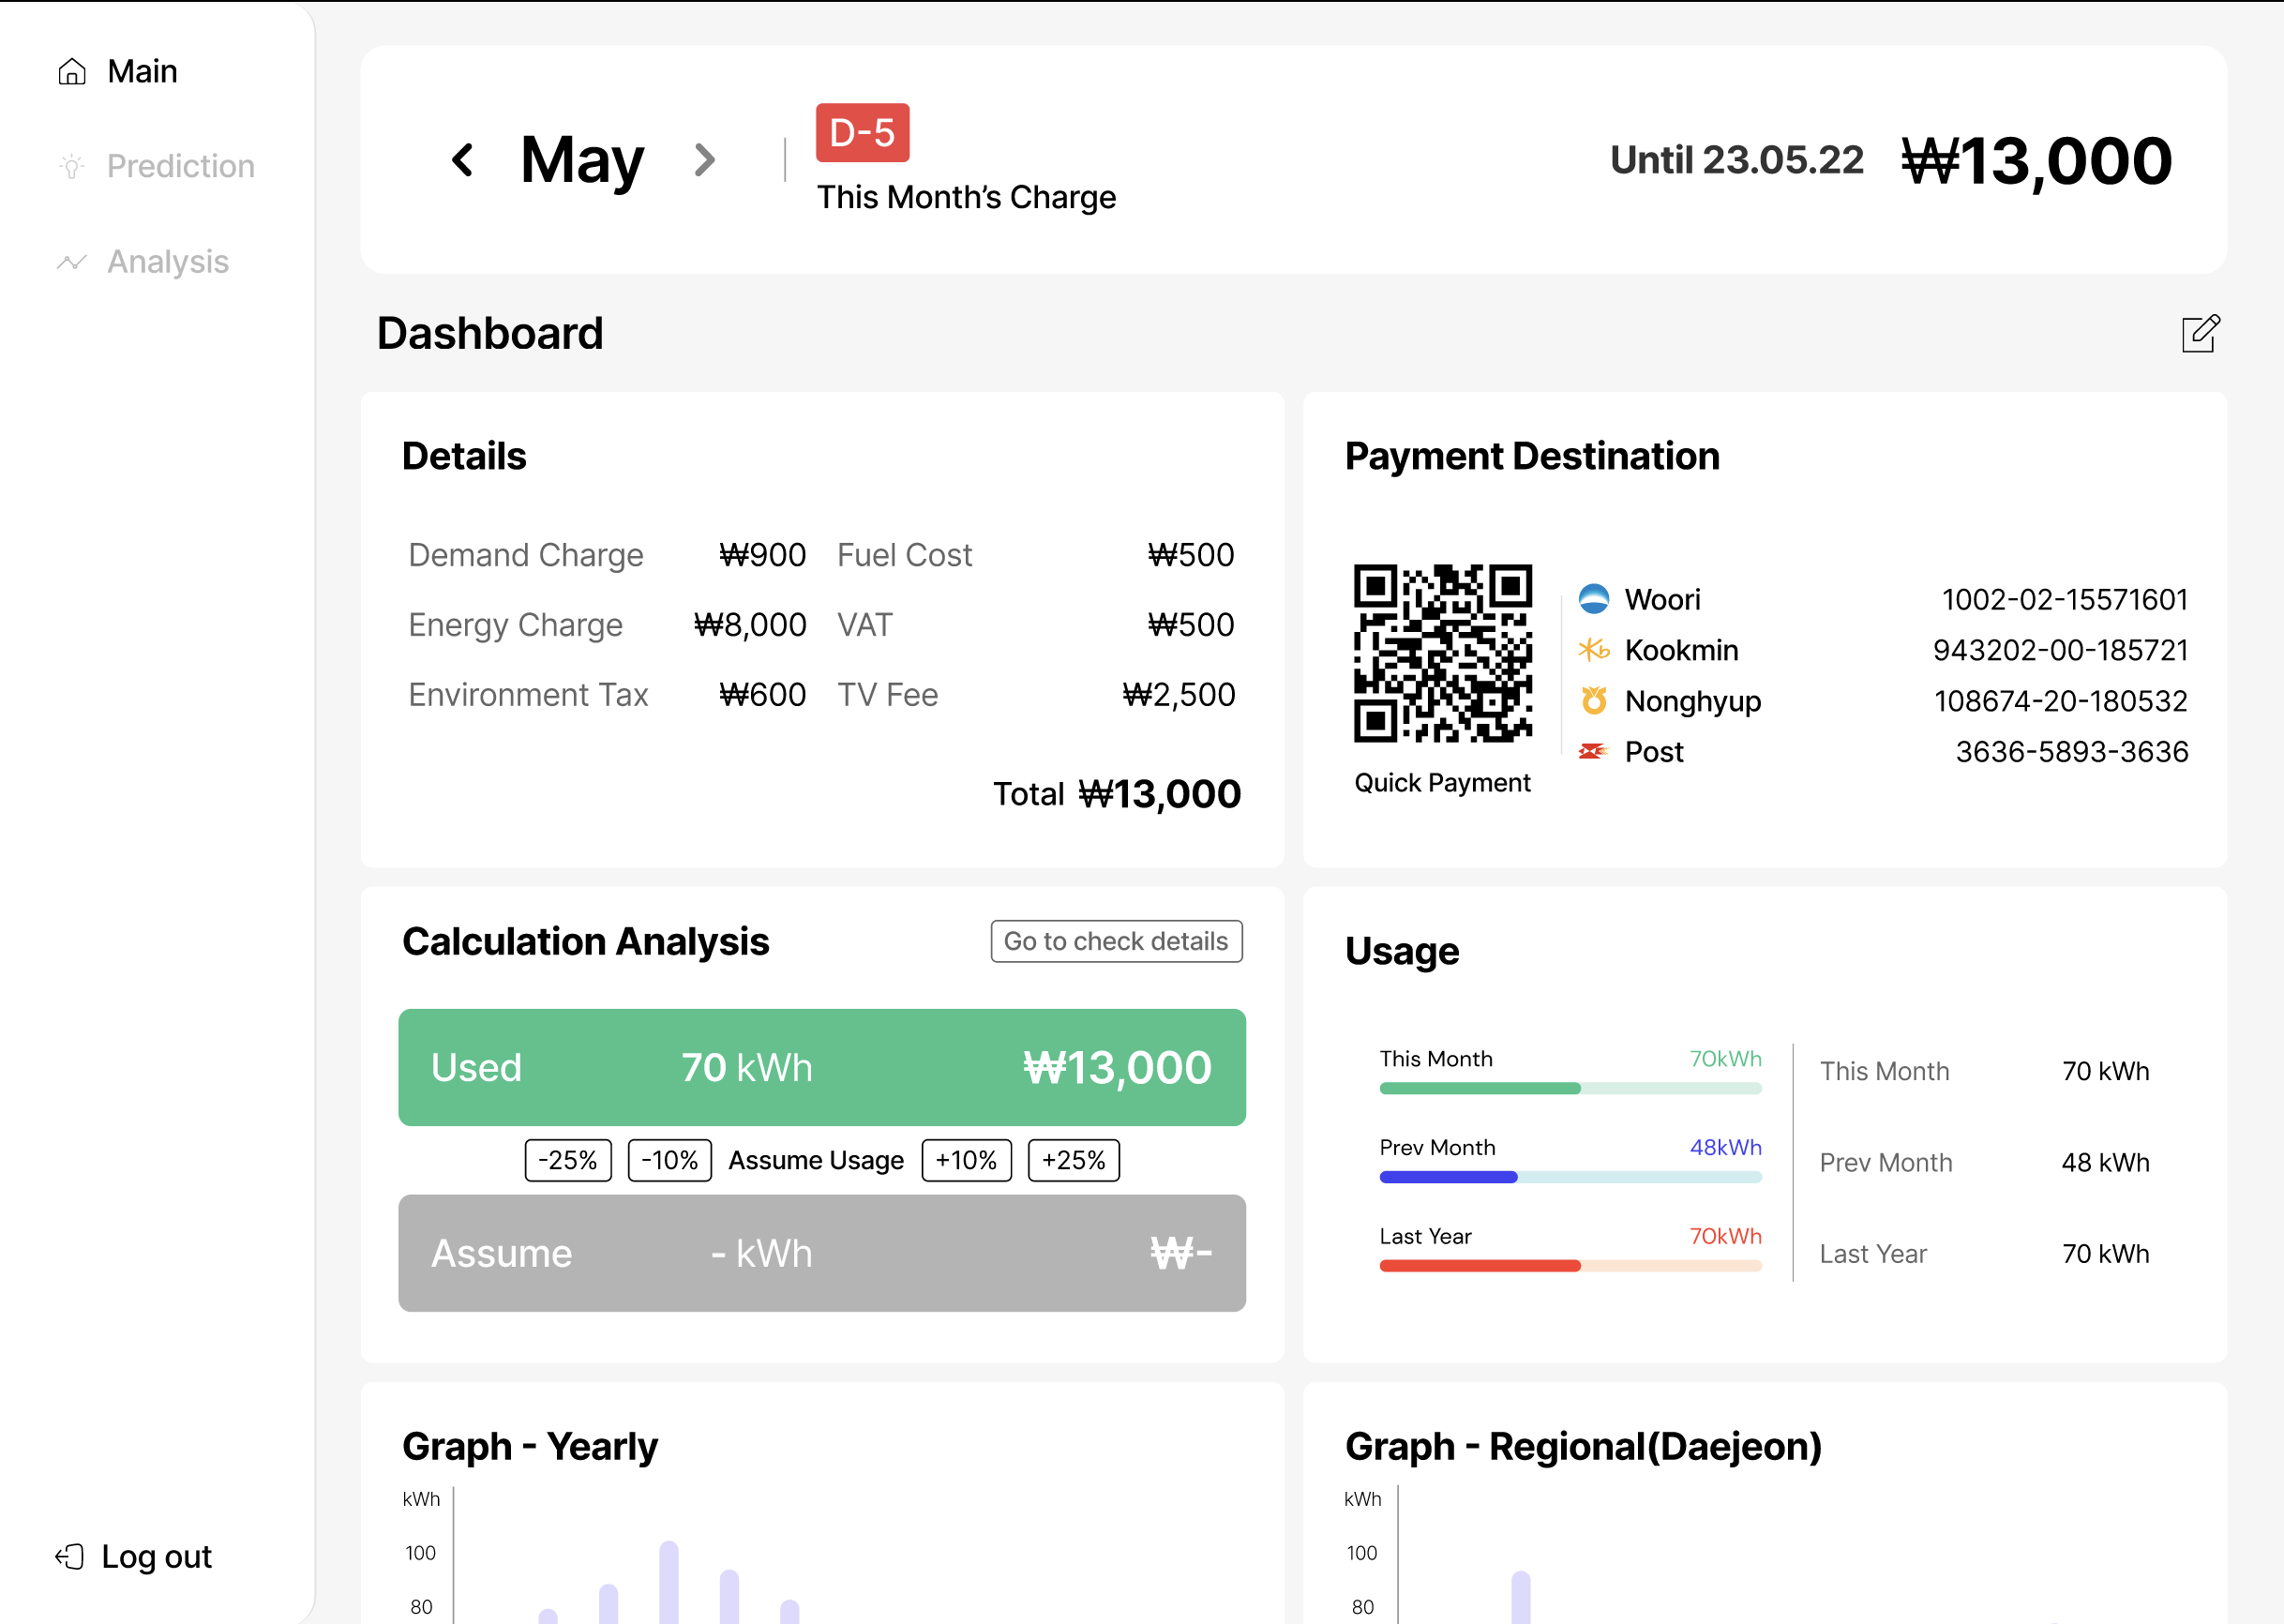 Main
Prediction
Analysis
Log out
May
D-5
This Month’s Charge
Until 23.05.22 ₩13,000
Dashboard
Details
Demand Charge ₩900 Fuel Cost ₩500
Energy Charge ₩8,000 VAT ₩500
Environment Tax ₩600 TV Fee ₩2,500
Total ₩13,000
Payment Destination
Quick Payment
Woori 1002-02-15571601
Kookmin 943202-00-185721
Nonghyup 108674-20-180532
Post 3636-5893-3636
Calculation Analysis Go to check details
Used 70 kWh ₩13,000
-25% -10% Assume Usage +10% +25%
Assume - kWh ₩-
Usage
This Month 70kWh
Prev Month 48kWh
Last Year 70kWh
This Month 70 kWh
Prev Month 48 kWh
Last Year 70 kWh
Graph - Yearly
kWh
100
80
Graph - Regional(Daejeon)
kWh
100
80